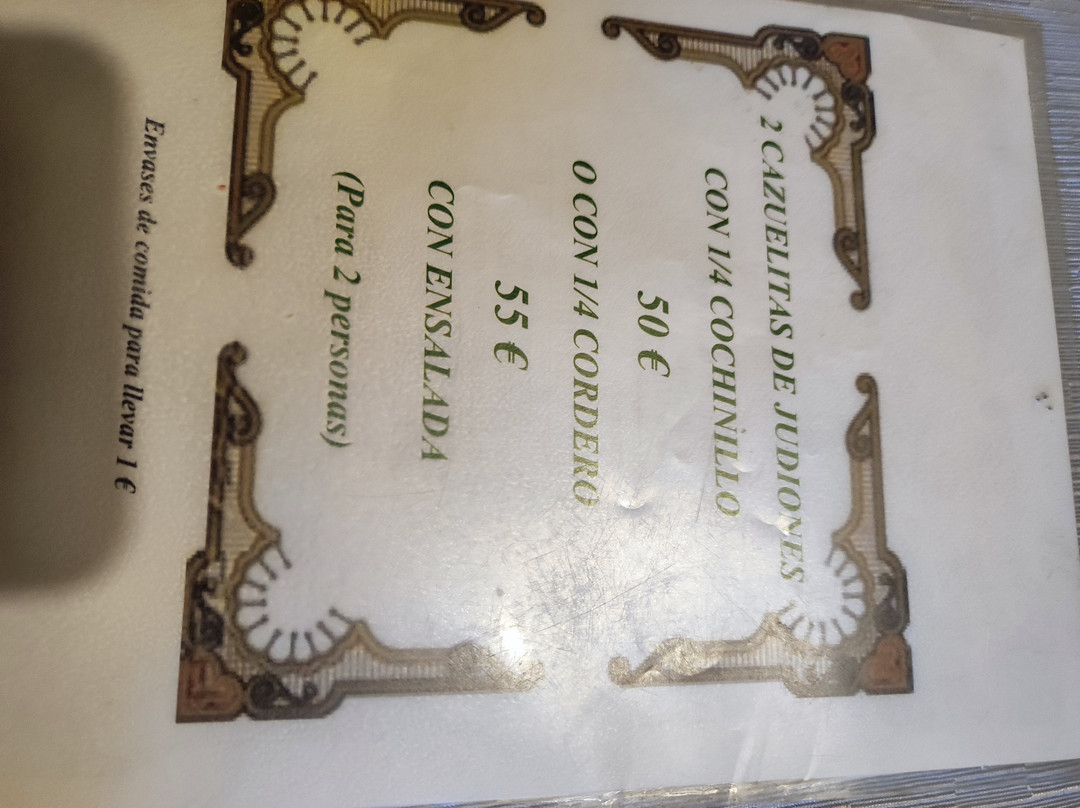 2 CAZUELITAS DE JUDIONES
CON 1/4 COCHINILLO
50 €
O CON 1/4 CORDERO
55 €
CON ENSALADA
(Para 2 personas)
Envases de comida para llevar 1 €